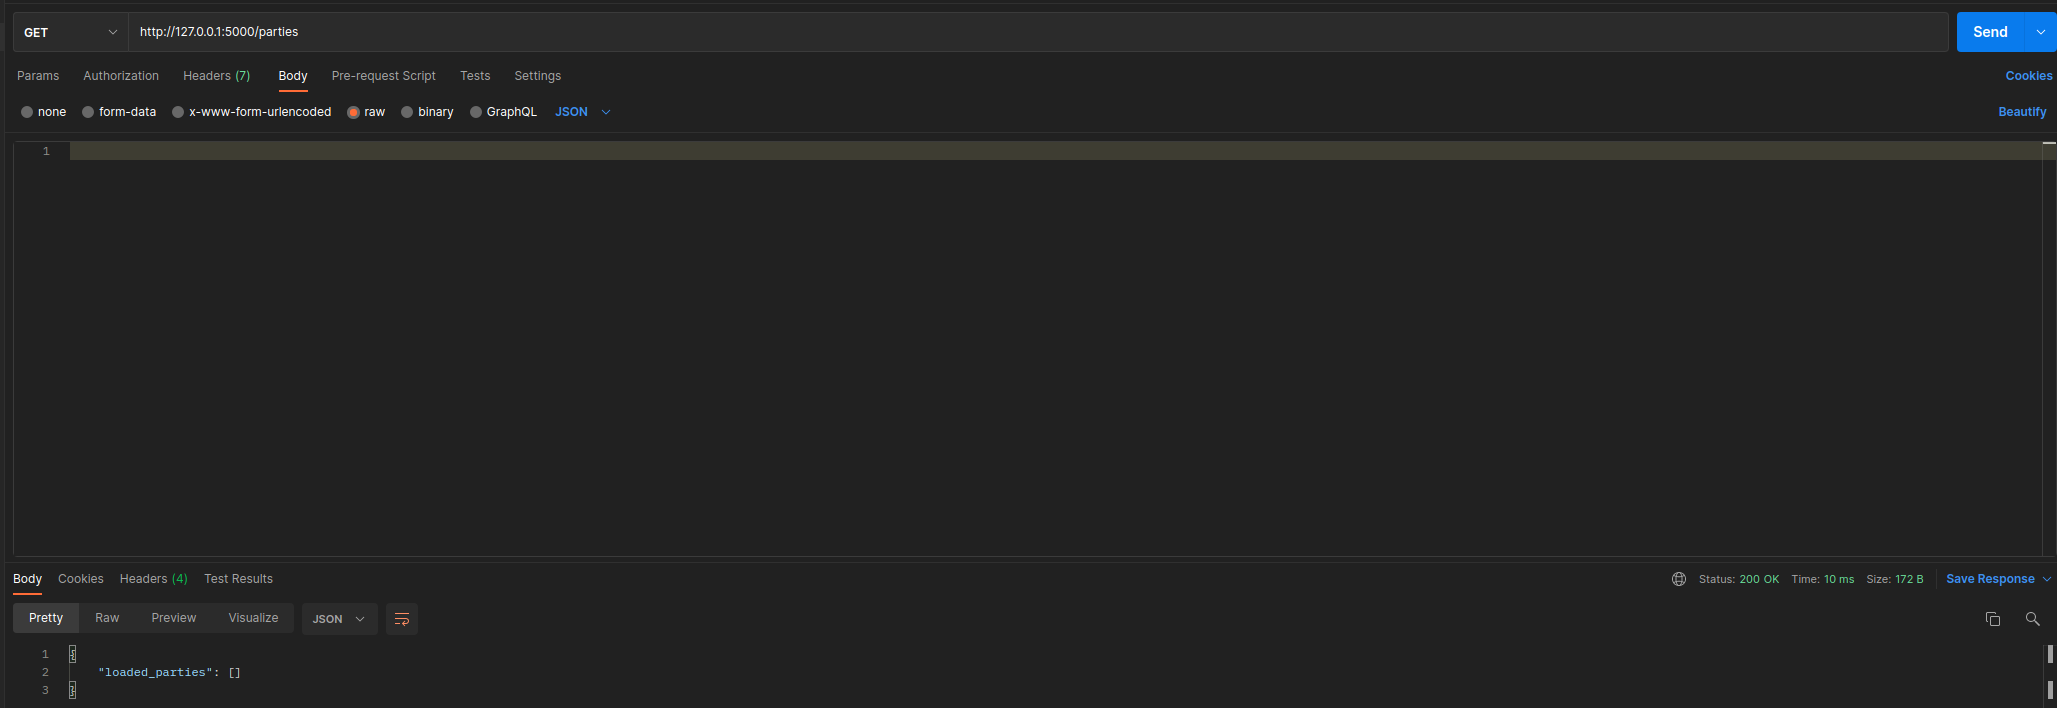 GET http://127.0.0.1:5000/parties Send
Params Authorization Headers (7) Body Pre-request Script Tests Settings Cookies
none form-data x-www-form-urlencoded raw binary GraphQL JSON Beautify
1
Body Cookies Headers (4) Test Results Status: 200 OK Time: 10 ms Size: 172 B Save Response
Pretty Raw Preview Visualize JSON
1 {
2 "loaded_parties": []
3 }